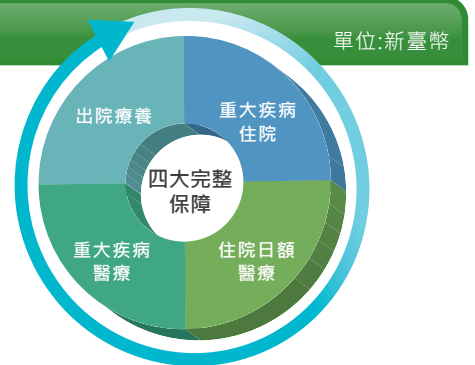 單位:新臺幣
出院療養
重大疾病
住院
四大完整
保障
重大疾病
醫療
住院日額
醫療